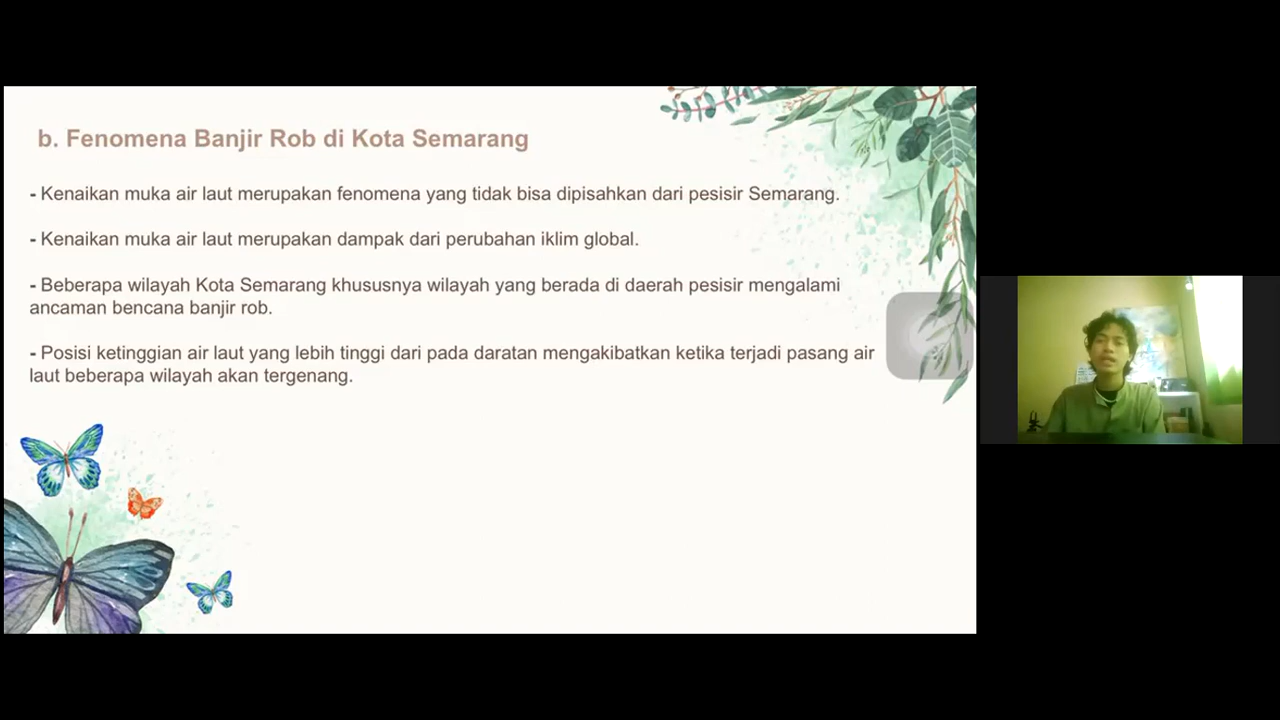 b. Fenomena Banjir Rob di Kota Semarang
- Kenaikan muka air laut merupakan fenomena yang tidak bisa dipisahkan dari pesisir Semarang.
- Kenaikan muka air laut merupakan dampak dari perubahan iklim global.
- Beberapa wilayah Kota Semarang khususnya wilayah yang berada di daerah pesisir mengalami
ancaman bencana banjir rob.
- Posisi ketinggian air laut yang lebih tinggi dari pada daratan mengakibatkan ketika terjadi pasang air
laut beberapa wilayah akan tergenang.